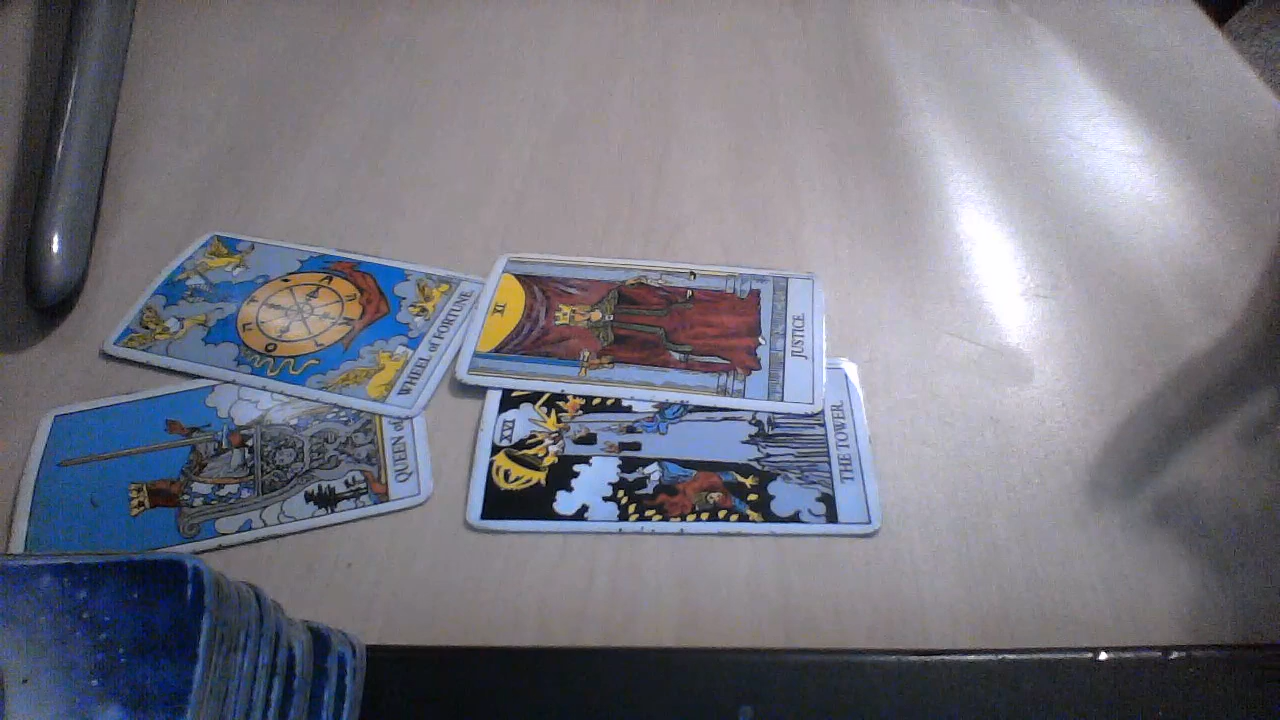 WHEEL of FORTUNE
XI
JUSTICE
QUEEN of
XVI
THE TOWER